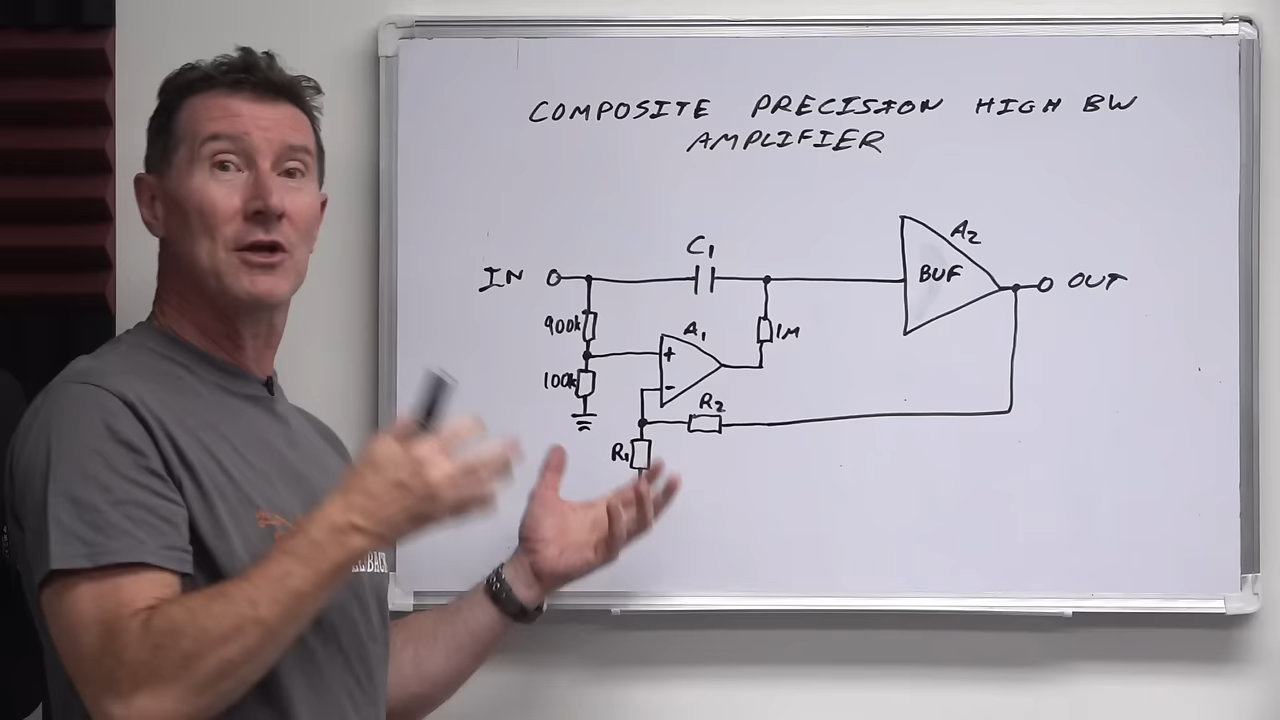 COMPOSITE PRECISION HIGH BW
AMPLIFIER
C1
A2
IN
BUF
OUT
900k
A1
1M
+
100k
-
R2
R1